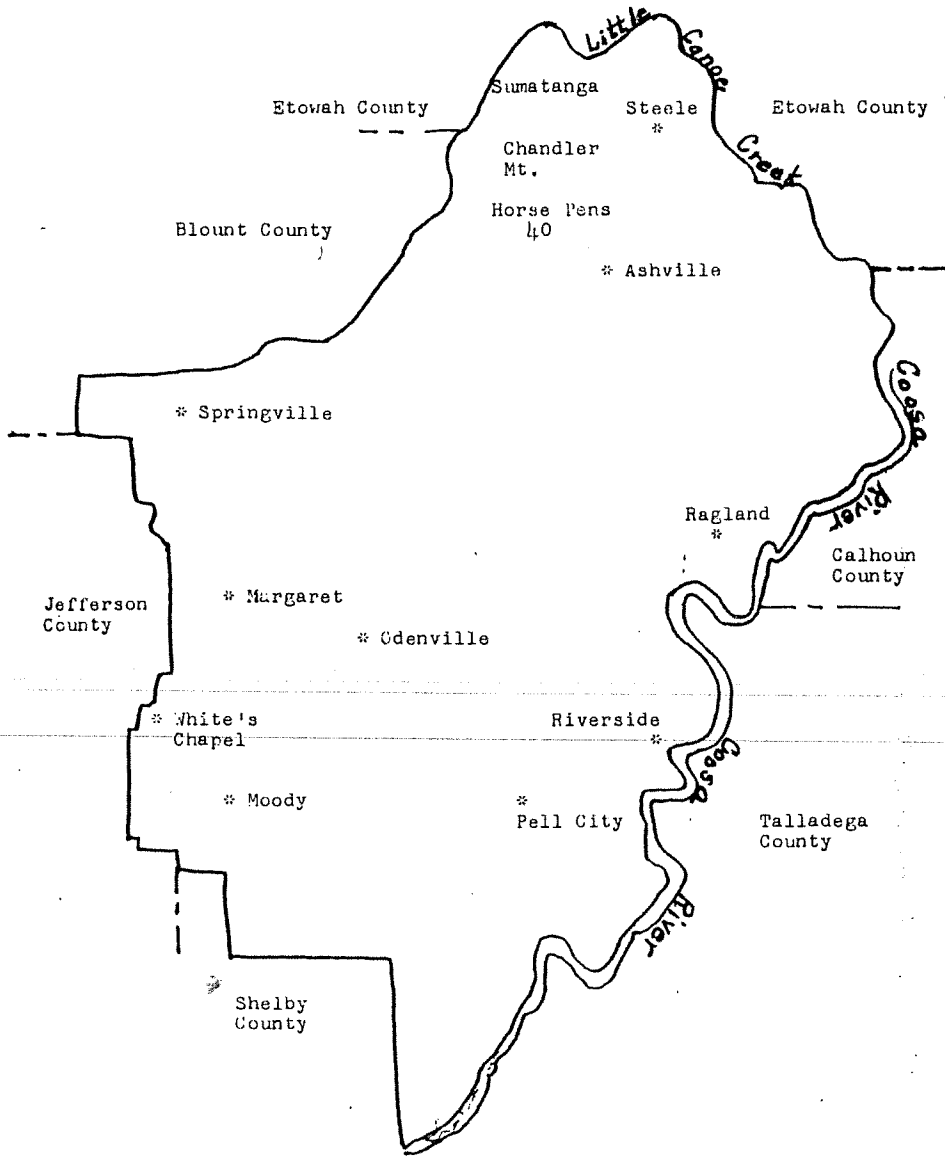 Little
Canoe
Creek
Sumatanga
Etowah County
Steele
*
Etowah County
Chandler
Mt.
Horse Pens
40
Blount County
* Ashville
* Springville
Coosa
River
Ragland
*
Calhoun
County
Jefferson
County
* Margaret
* Odenville
* White's
Chapel
Riverside
*
Coosa
River
* Moody
*
Pell City
Talladega
County
Shelby
County